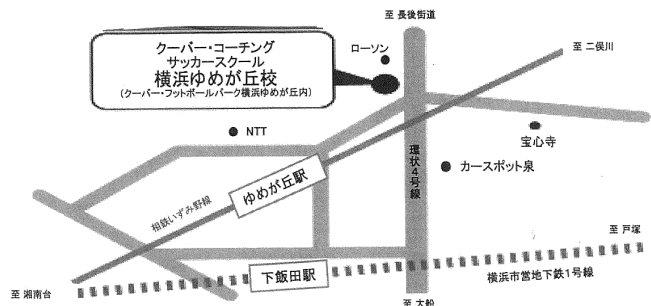 至 長後街道
クーバー・コーチング
サッカースクール
横浜ゆめが丘校
(クーバー・フットボールパーク横浜ゆめが丘内)
ローソン
至 二俣川
NTT
宝心寺
環状4号線
カースポット泉
ゆめが丘駅
相鉄いずみ野線
至 戸塚
至 湘南台
下飯田駅
横浜市営地下鉄1号線
至 大船